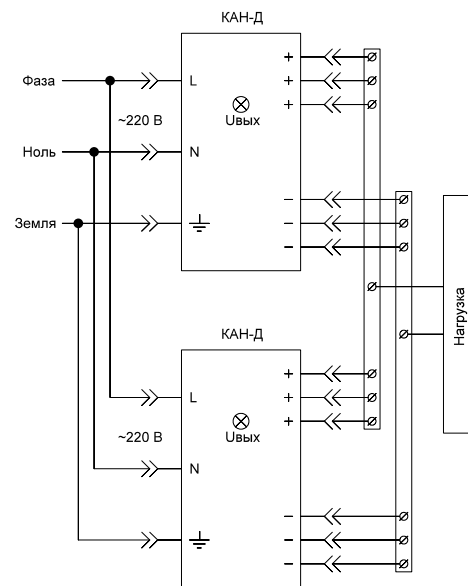 КАН-Д
Фаза
L
+
+
+
~220 В
Uвых
Ноль
N
−
−
−
Земля
Нагрузка
КАН-Д
L
+
+
+
~220 В
Uвых
N
−
−
−